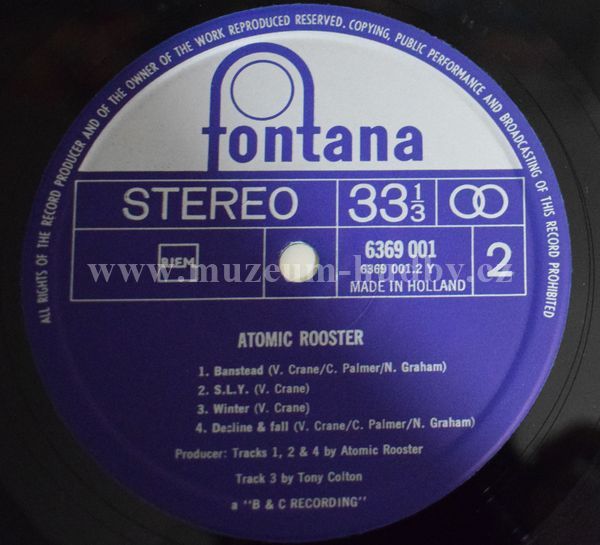 ALL RIGHTS OF THE RECORD PRODUCER AND OF THE OWNER OF THE WORK REPRODUCED RESERVED. COPYING, PUBLIC PERFORMANCE AND BROADCASTING OF THIS RECORD PROHIBITED
fontana
STEREO 33 1/3
BIEM 6369 001 2
6369 001.2 Y
MADE IN HOLLAND
www.muzeum-hudby.cz
ATOMIC ROOSTER
1. Banstead (V. Crane/C. Palmer/N. Graham)
2. S.L.Y. (V. Crane)
3. Winter (V. Crane)
4. Decline & fall (V. Crane/C. Palmer/N. Graham)
Producer: Tracks 1, 2 & 4 by Atomic Rooster
Track 3 by Tony Colton
a "B & C RECORDING"